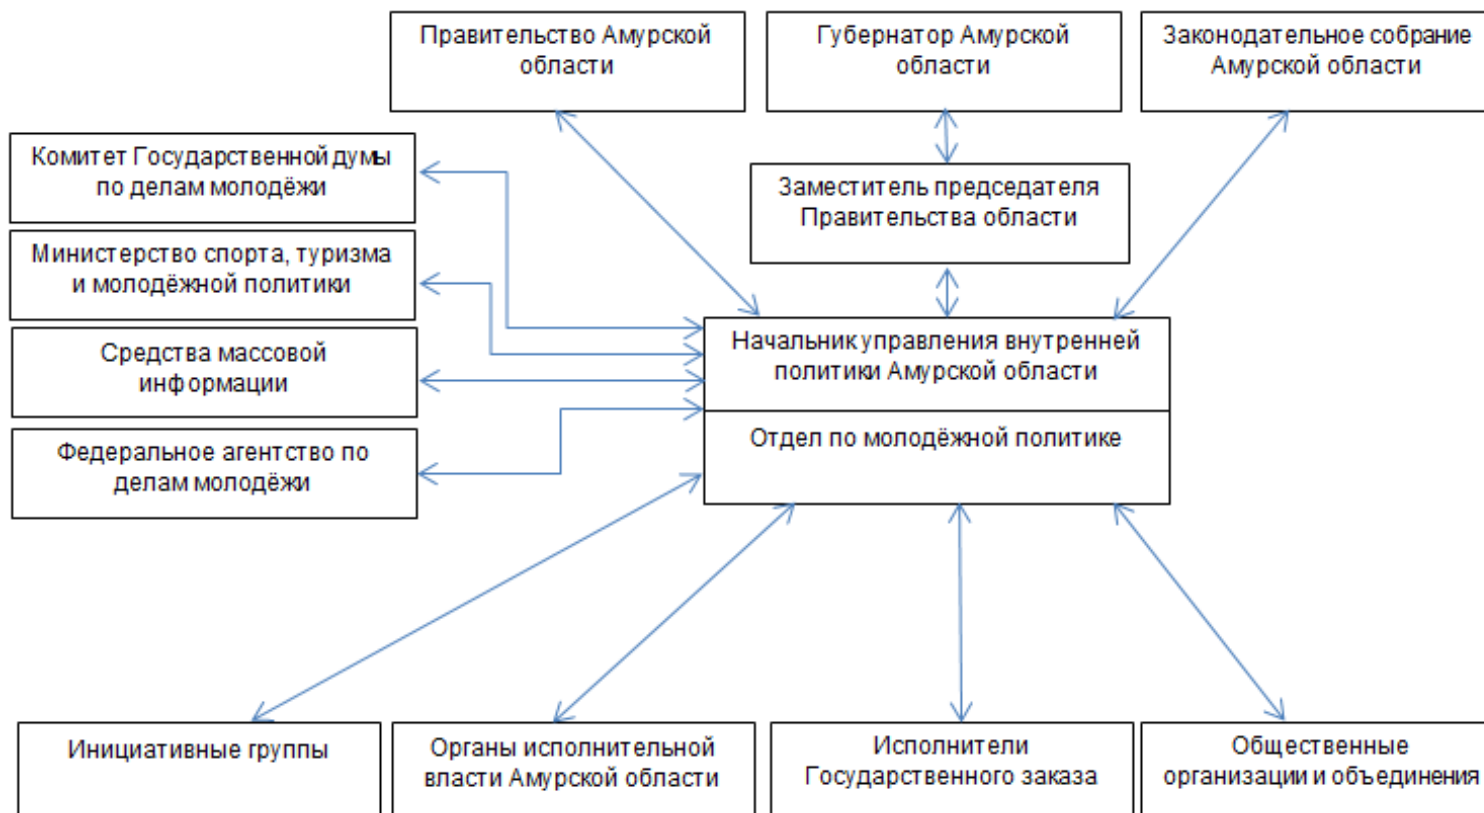 Правительство Амурской
области
Губернатор Амурской
области
Законодательное собрание
Амурской области
Комитет Государственной думы
по делам молодёжи
Заместитель председателя
Правительства области
Министерство спорта, туризма
и молодёжной политики
Средства массовой
информации
Начальник управления внутренней
политики Амурской области
Отдел по молодёжной политике
Федеральное агентство по
делам молодёжи
Инициативные группы
Органы исполнительной
власти Амурской области
Исполнители
Государственного заказа
Общественные
организации и объединения